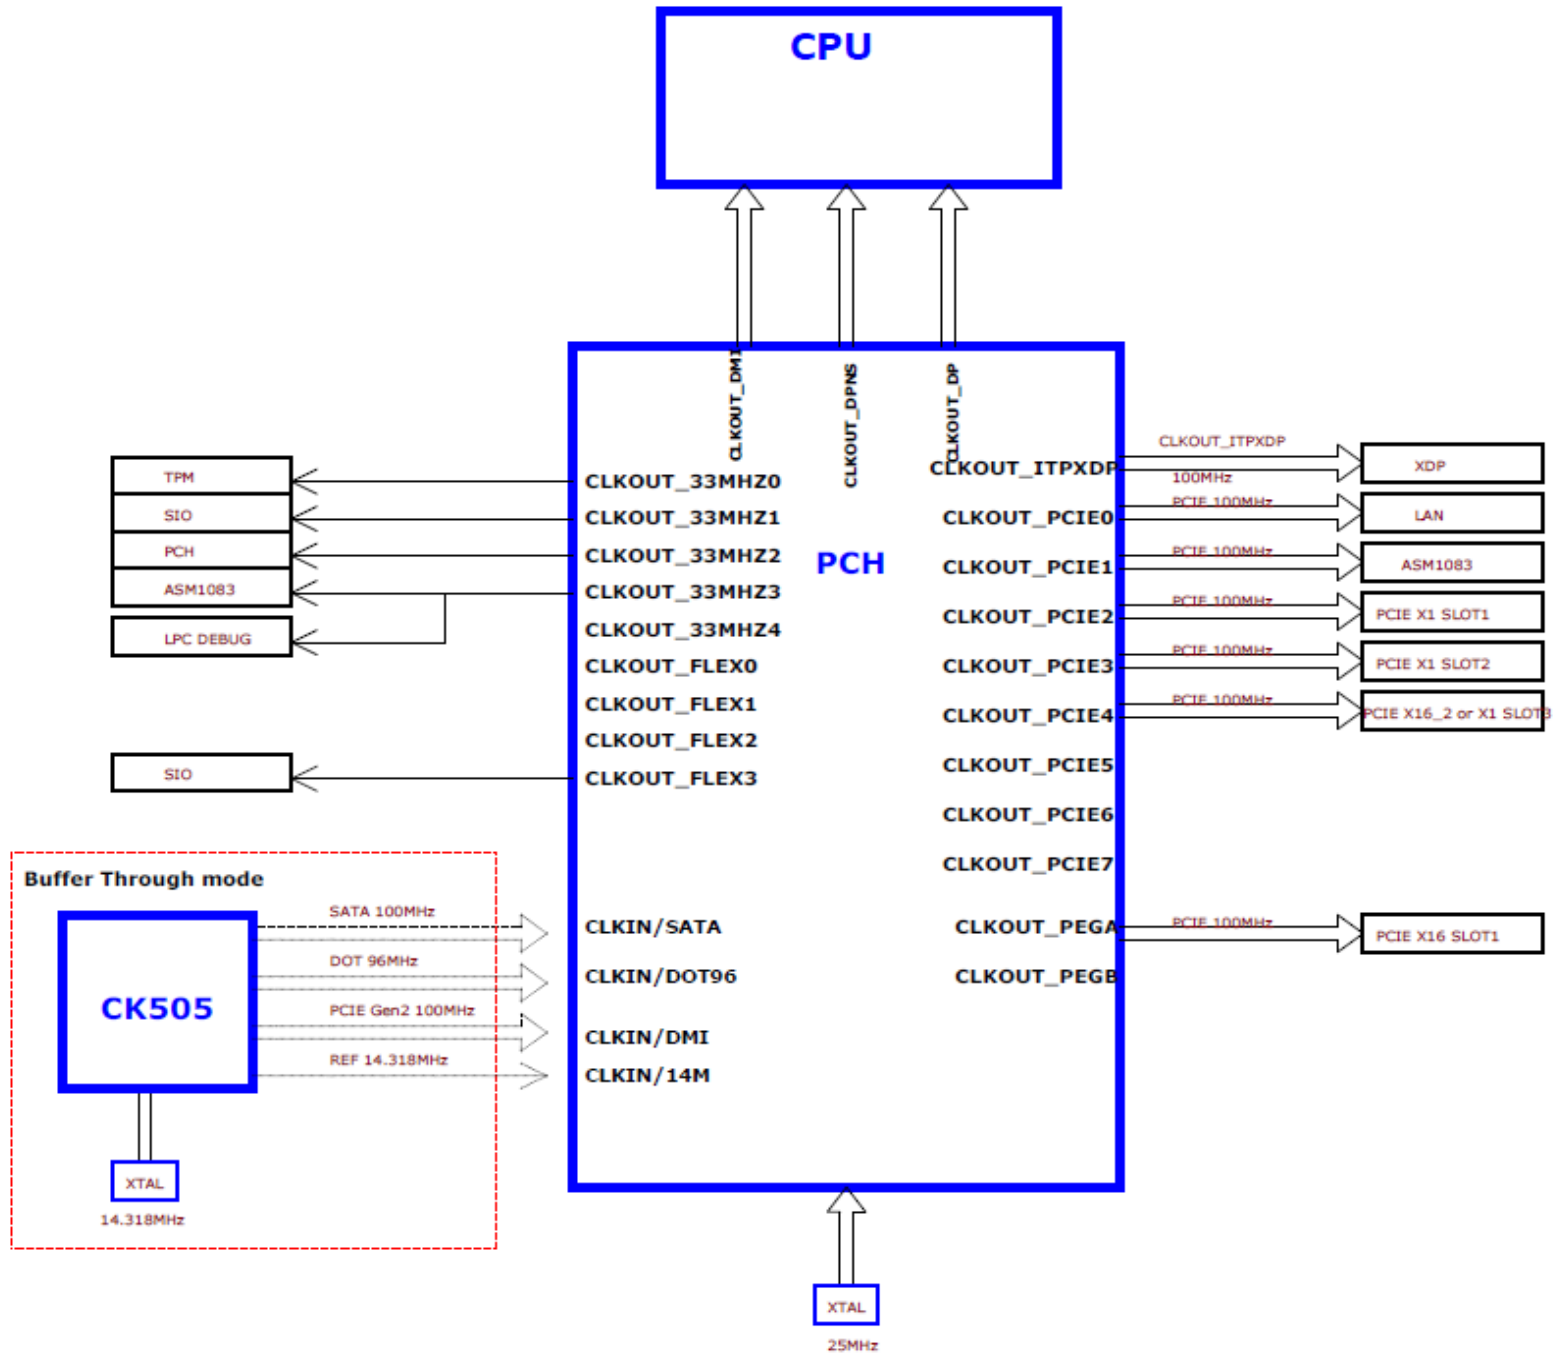 CPU
CLKOUT_DMI
CLKOUT_DPNS
CLKOUT_DP
PCH
TPM
SIO
PCH
ASM1083
LPC DEBUG
SIO
CLKOUT_33MHZ0
CLKOUT_33MHZ1
CLKOUT_33MHZ2
CLKOUT_33MHZ3
CLKOUT_33MHZ4
CLKOUT_FLEX0
CLKOUT_FLEX1
CLKOUT_FLEX2
CLKOUT_FLEX3
CLKIN/SATA
CLKIN/DOT96
CLKIN/DMI
CLKIN/14M
CLKOUT_ITPXDP
CLKOUT_PCIE0
CLKOUT_PCIE1
CLKOUT_PCIE2
CLKOUT_PCIE3
CLKOUT_PCIE4
CLKOUT_PCIE5
CLKOUT_PCIE6
CLKOUT_PCIE7
CLKOUT_PEGA
CLKOUT_PEGB
CLKOUT_ITPXDP
100MHz
PCIE 100MHz
PCIE 100MHz
PCIE 100MHz
PCIE 100MHz
PCIE 100MHz
PCIE 100MHz
XDP
LAN
ASM1083
PCIE X1 SLOT1
PCIE X1 SLOT2
PCIE X16_2 or X1 SLOT3
PCIE X16 SLOT1
Buffer Through mode
CK505
SATA 100MHz
DOT 96MHz
PCIE Gen2 100MHz
REF 14.318MHz
XTAL
14.318MHz
XTAL
25MHz